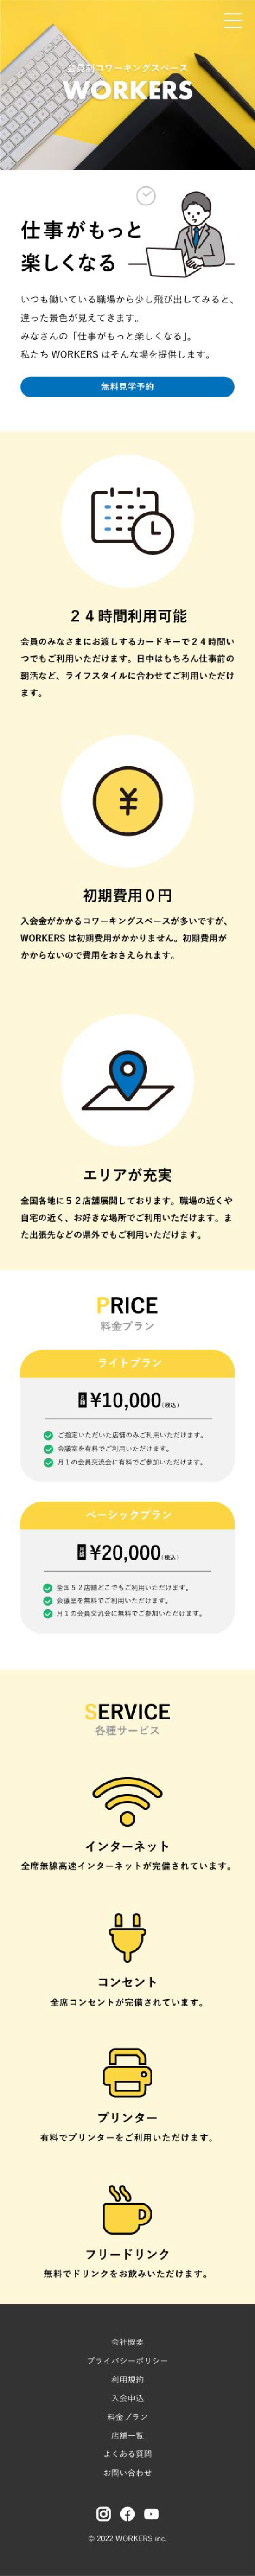 会員制コワーキングスペース
WORKERS
仕事がもっと
楽しくなる
いつも働いている職場から少し飛び出してみると、
違った景色が見えてきます。
みなさんの「仕事がもっと楽しくなる」。
私たち WORKERS はそんな場を提供します。
無料見学予約
２４時間利用可能
会員のみなさまにお渡しするカードキーで２４時間い
つでもご利用いただけます。日中はもちろん仕事前の
朝活など、ライフスタイルに合わせてご利用いただけ
ます。
¥
初期費用０円
入会金がかかるコワーキングスペースが多いですが、
WORKERS は初期費用がかかりません。初期費用が
かからないので費用をおさえられます。
エリアが充実
全国各地に５２店舗展開しております。職場の近くや
自宅の近く、お好きな場所でご利用いただけます。ま
た出張先などの県外でもご利用いただけます。
PRICE
料金プラン
ライトプラン
月額 ¥10,000 (税込)
ご指定いただいた店舗のみご利用いただけます。
会議室を有料でご利用いただけます。
月１の会員交流会に有料でご参加いただけます。
ベーシックプラン
月額 ¥20,000 (税込)
全国５２店舗どこでもご利用いただけます。
会議室を無料でご利用いただけます。
月１の会員交流会に無料でご参加いただけます。
SERVICE
各種サービス
インターネット
全席無線高速インターネットが完備されています。
コンセント
全席コンセントが完備されています。
プリンター
有料でプリンターをご利用いただけます。
フリードリンク
無料でドリンクをお飲みいただけます。
会社概要
プライバシーポリシー
利用規約
入会申込
料金プラン
店舗一覧
よくある質問
お問い合わせ
© 2022 WORKERS inc.